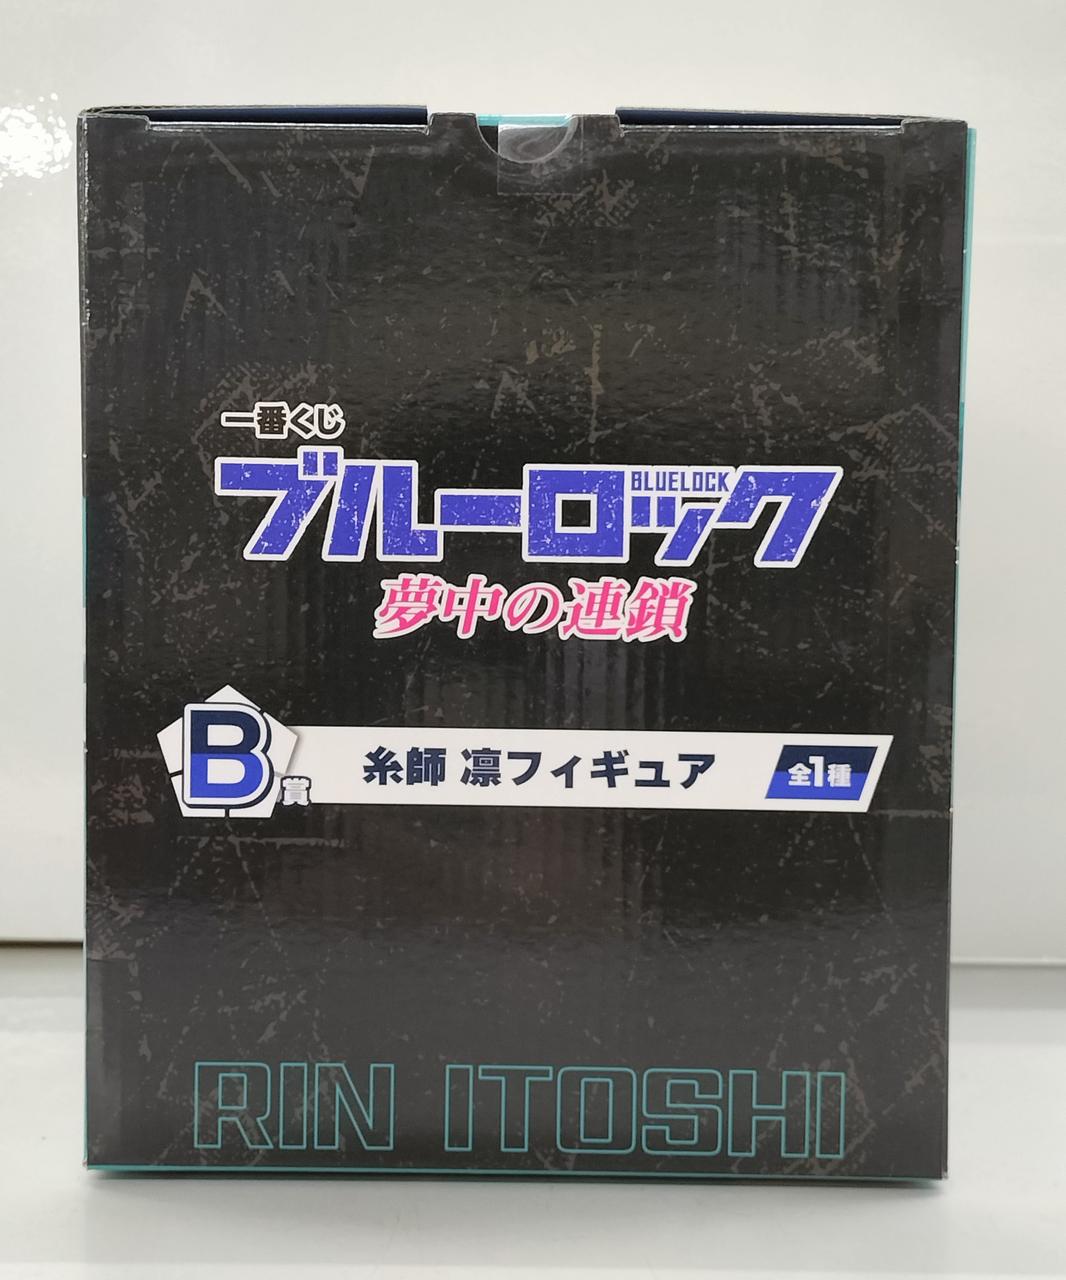 一番くじ
ブルーロック
BLUELOCK
夢中の連鎖
B賞
糸師 凛フィギュア
全1種
RIN ITOSHI